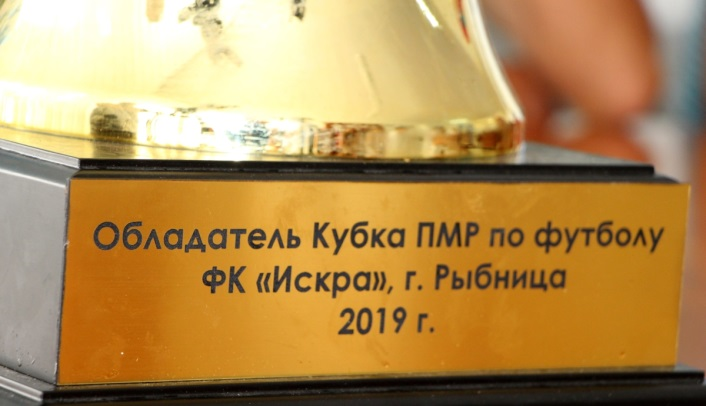 Обладатель Кубка ПМР по футболу
ФК «Искра», г. Рыбница
2019 г.